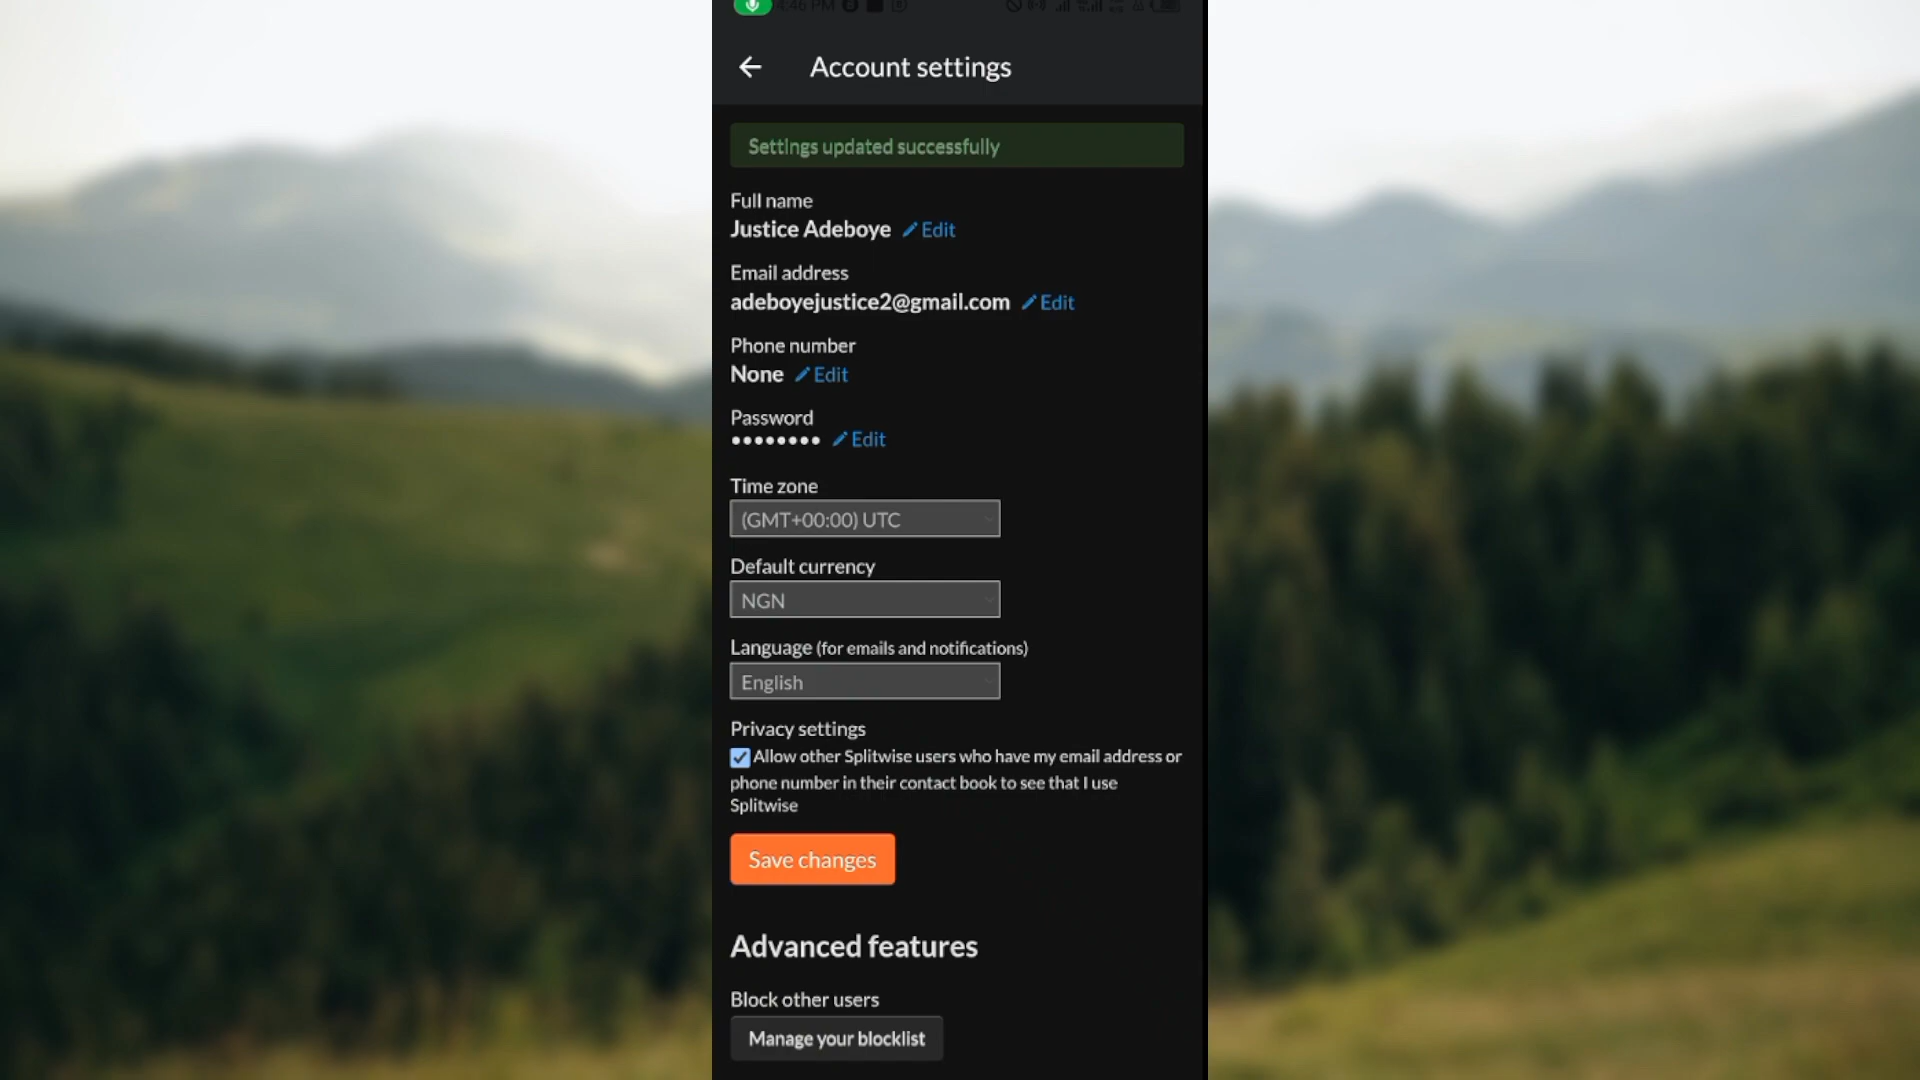 4:46 PM
Account settings
Settings updated successfully
Full name
Justice Adeboye Edit
Email address
adeboyejustice2@gmail.com Edit
Phone number
None Edit
Password
•••••••• Edit
Time zone
(GMT+00:00) UTC
Default currency
NGN
Language (for emails and notifications)
English
Privacy settings
Allow other Splitwise users who have my email address or
phone number in their contact book to see that I use
Splitwise
Save changes
Advanced features
Block other users
Manage your blocklist